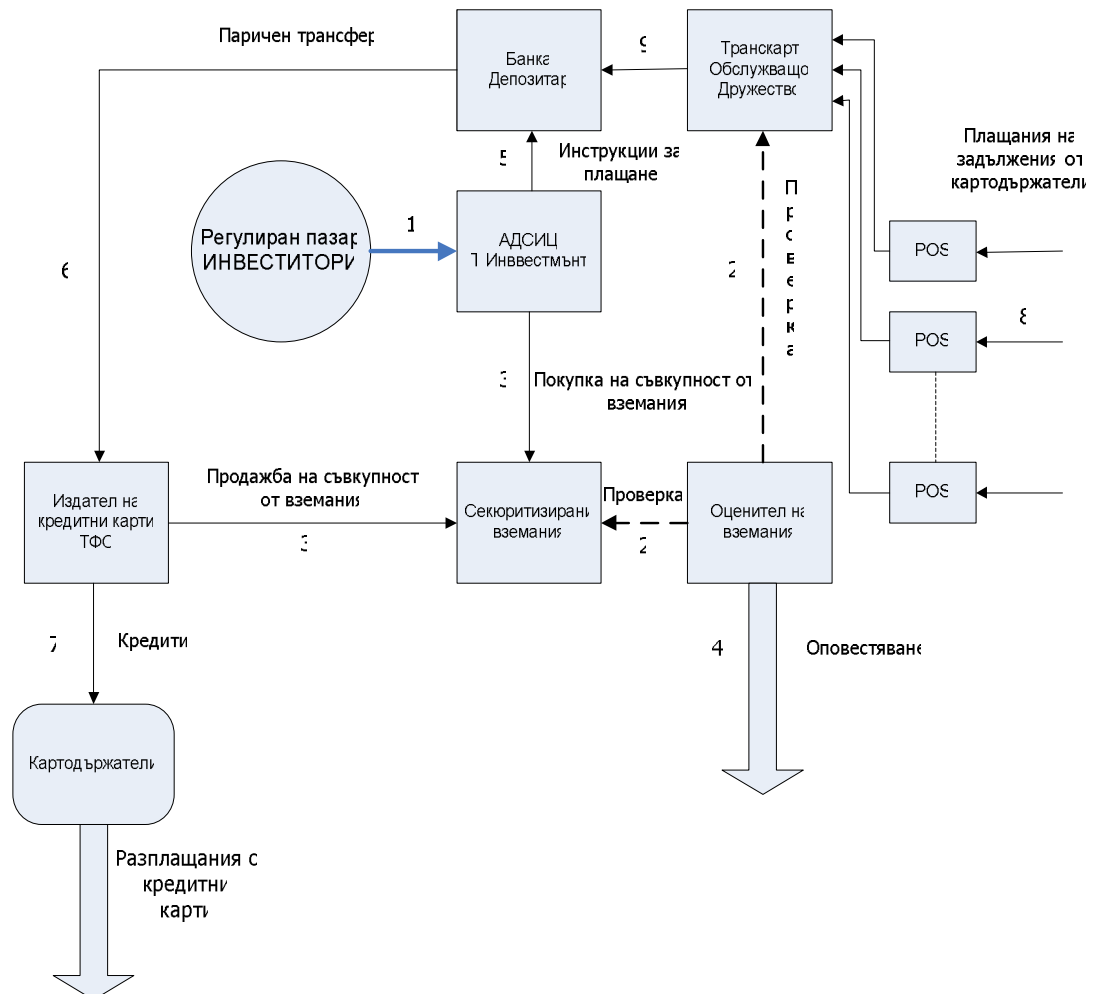 Паричен трансфер
Банка
Депозитар
9
Транскарт
Обслужващо
Дружество
Плащания на
задължения от
картодържатели
5
Инструкции за
плащане
Регулиран пазар
ИНВЕСТИТОРИ
1
АДСИЦ
Инввестмънт
6
2
Проверка
POS
8
POS
POS
3
Покупка на съвкупност от
вземания
Издател на
кредитни карти
ТФС
Продажба на съвкупност
от вземания
3
Секюритизирани
вземания
Проверка
2
Оценител на
вземания
7
Кредити
4
Оповестяване
Картодържатели
Разплащания с
кредитни
карти